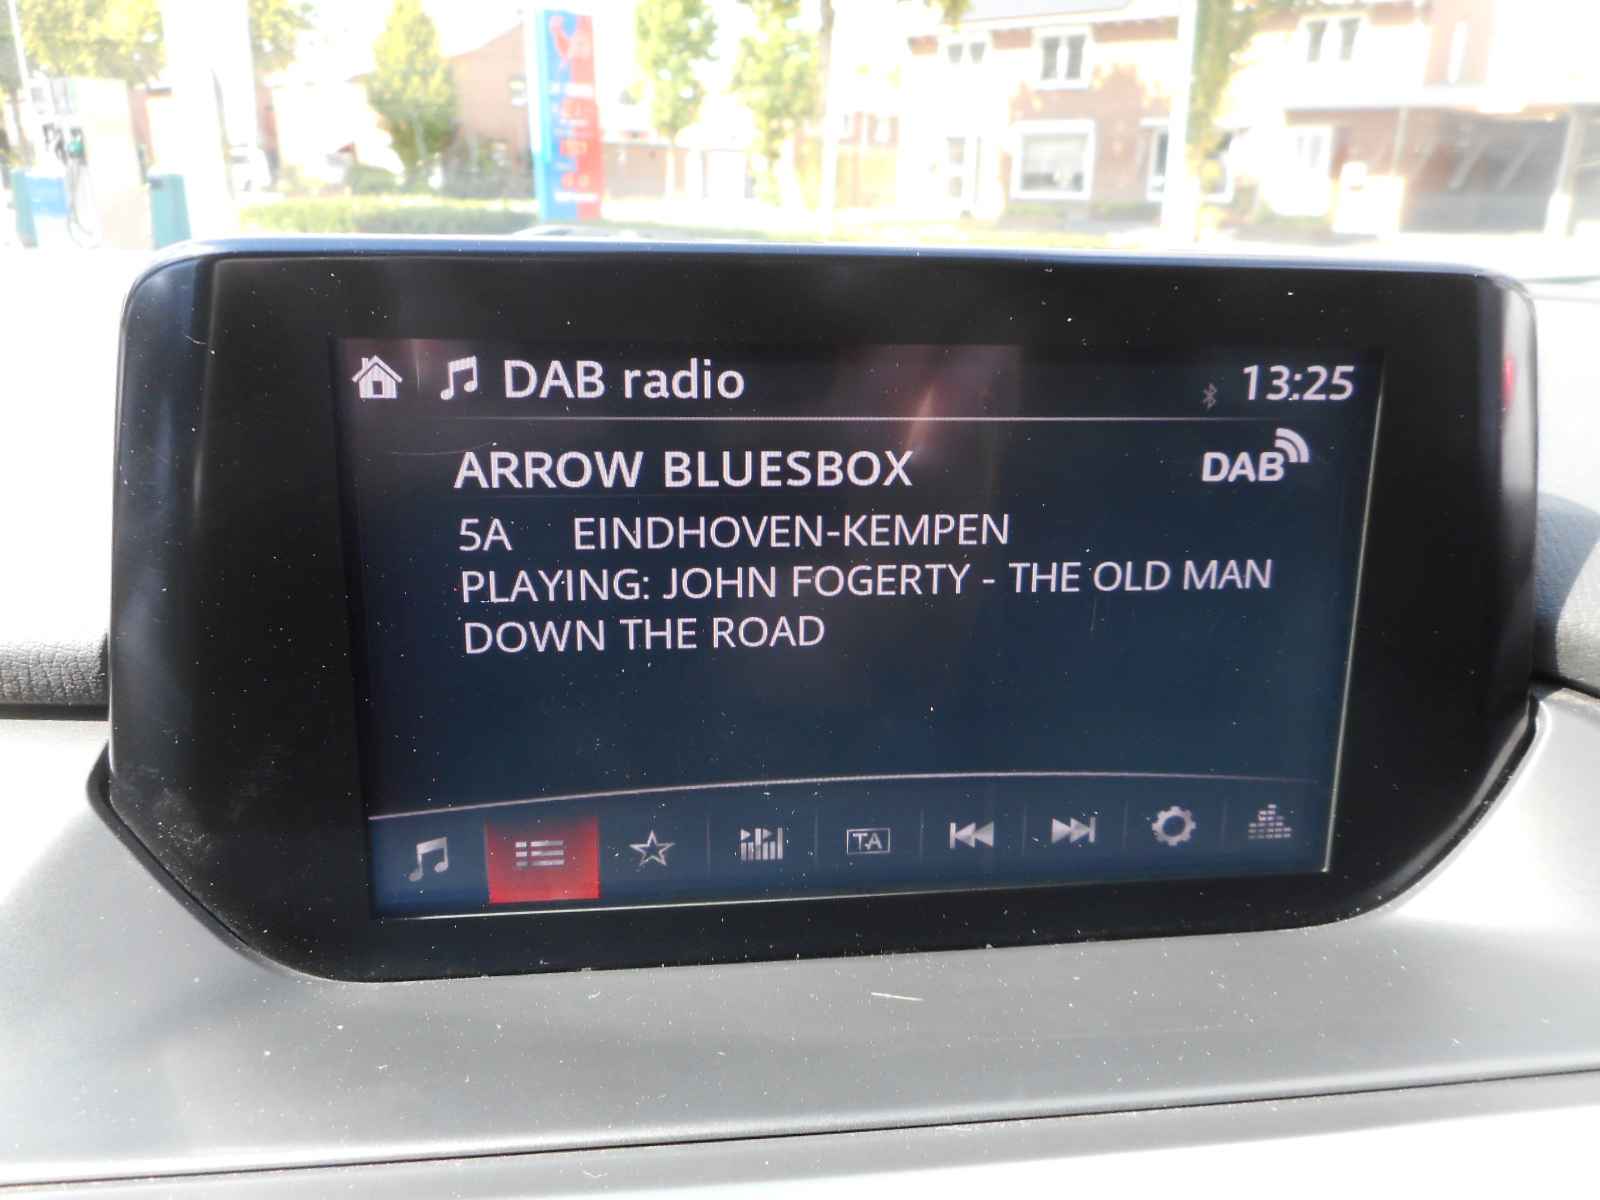 DAB radio 13:25
ARROW BLUESBOX DAB
5A EINDHOVEN-KEMPEN
PLAYING: JOHN FOGERTY - THE OLD MAN
DOWN THE ROAD
TA